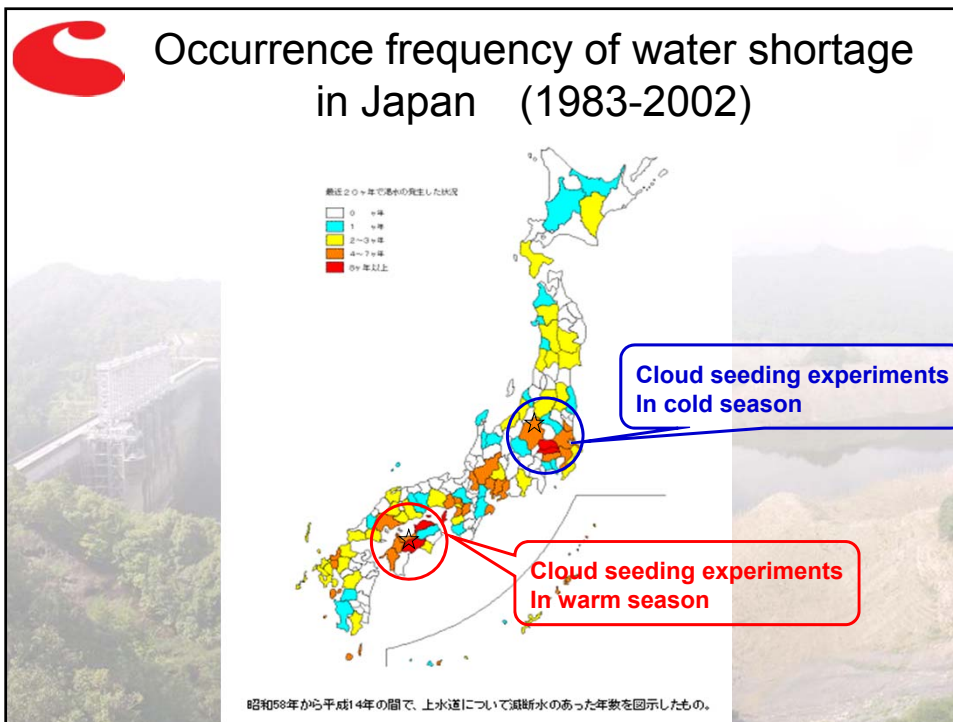 Occurrence frequency of water shortage
in Japan (1983-2002)
最近20ヶ年で渇水の発生した状況
0 ヶ年
1 ヶ年
2～3ヶ年
4～7ヶ年
8ヶ年以上
Cloud seeding experiments
In cold season
Cloud seeding experiments
In warm season
昭和58年から平成14年の間で、上水道について減断水のあった年数を図示したもの。